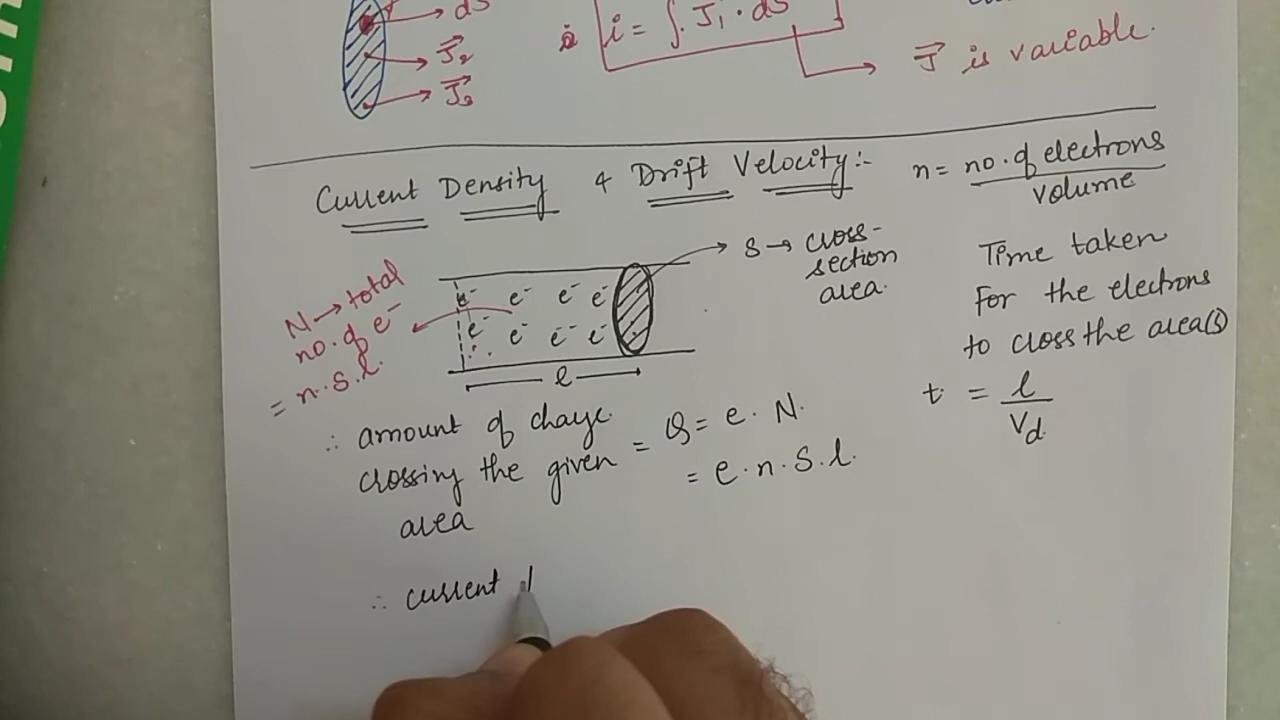 dS
J₂
J₃
i = ∫ J₁ · dS
J is variable.
Current Density & Drift Velocity :-
n = no. of electrons
volume
N → total
no. of e⁻
= n.S.l.
e⁻ e⁻ e⁻ e⁻
e⁻ e⁻ e⁻ e⁻
l
S → cross-
section
area.
Time taken
For the electrons
to cross the area(S)
t = l
Vd
∴ amount of charge
crossing the given
area
= Q = e · N.
= e · n · S. l.
∴ current